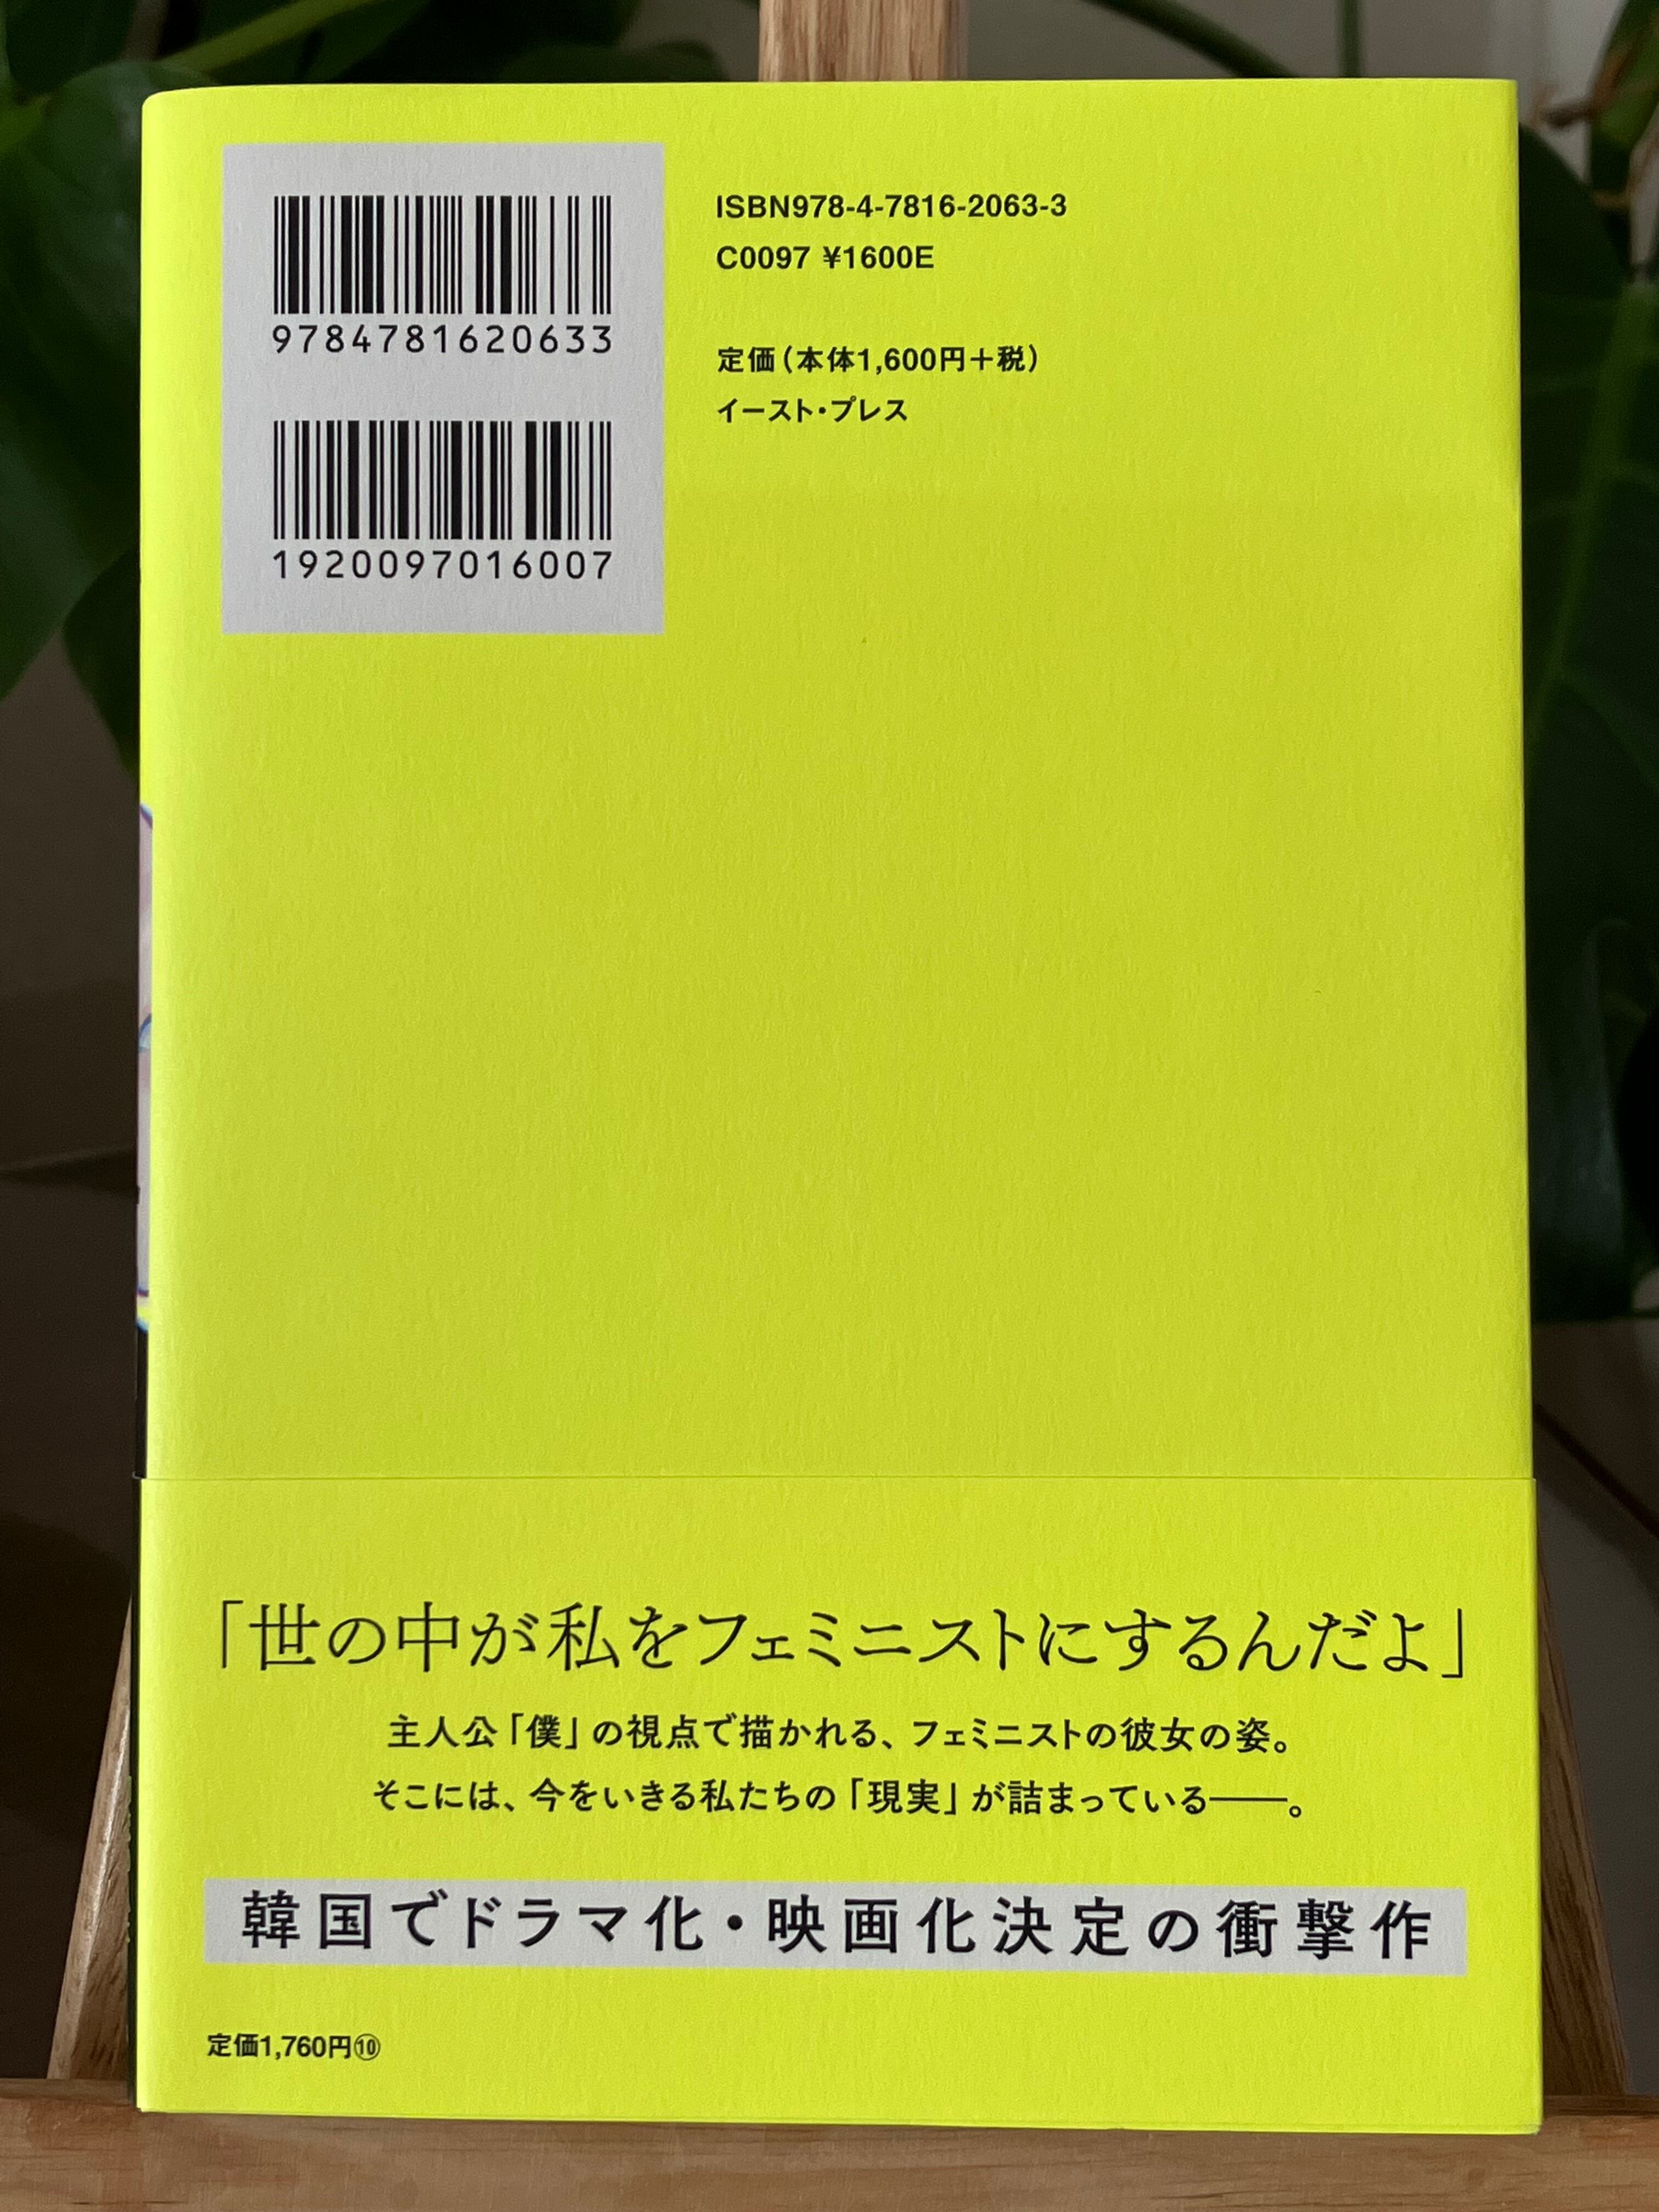 9784781620633
1920097016007
ISBN978-4-7816-2063-3
C0097 ¥1600E
定価(本体1,600円+税)
イースト・プレス
「世の中が私をフェミニストにするんだよ」
主人公「僕」の視点で描かれる、フェミニストの彼女の姿。
そこには、今をいきる私たちの「現実」が詰まっている――。
韓国でドラマ化・映画化決定の衝撃作
定価1,760円⑩